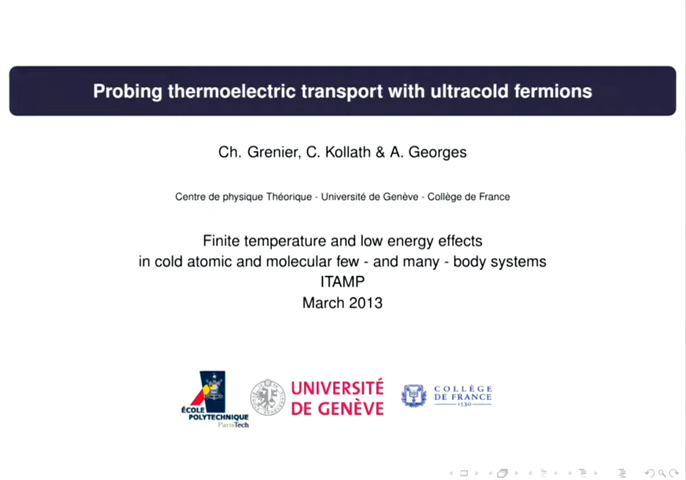 Probing thermoelectric transport with ultracold fermions
Ch. Grenier, C. Kollath & A. Georges
Centre de physique Théorique - Université de Genève - Collège de France
Finite temperature and low energy effects
in cold atomic and molecular few - and many - body systems
ITAMP
March 2013
ÉCOLE
POLYTECHNIQUE
ParisTech
UNIVERSITÉ
DE GENÈVE
COLLÈGE
DE FRANCE
1530